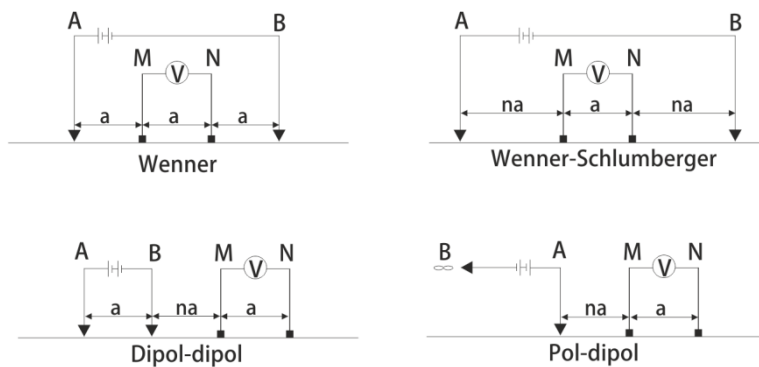 A B
M N
V
a a a
Wenner
A B
M N
V
na a na
Wenner-Schlumberger
A B M N
V
a na a
Dipol-dipol
B A M N
V
∞
na a
Pol-dipol